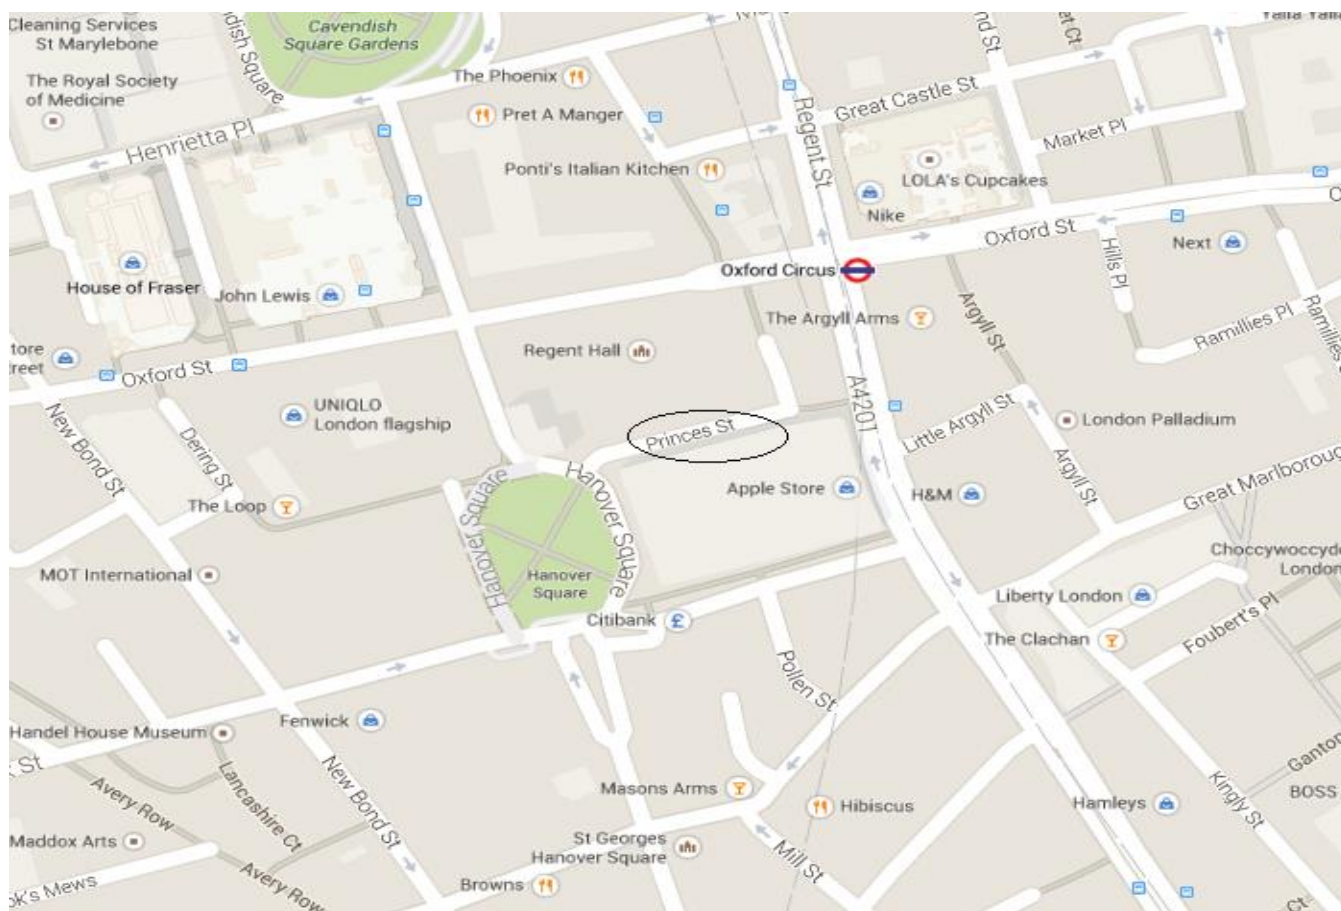 Cleaning Services
St Marylebone
Cavendish
Square Gardens
The Royal Society
of Medicine
Square
The Phoenix
Pret A Manger
Henrietta Pl
Ponti's Italian Kitchen
Regent St
Great Castle St
Market Pl
LOLA's Cupcakes
Nike
Oxford St
Next
Hills Pl
House of Fraser
John Lewis
Oxford Circus
The Argyll Arms
Argyll St
Ramillies Pl
Regent Hall
Oxford St
UNIQLO
London flagship
New Bond St
Dering St
Princes St
A4201
Little Argyll St
London Palladium
The Loop
Hanover Square
Hanover Square
Apple Store
H&M
Argyll St
Great Marlborough
MOT International
Hanover
Square
Citibank
Liberty London
The Clachan
Foubert's Pl
London
Pollen St
Handel House Museum
Fenwick
Lancashire Ct
New Bond St
Avery Row
Masons Arms
Hibiscus
Hamleys
Kingly St
BOSS
Maddox Arts
St Georges
Hanover Square
Mill St
Avery Row
Browns
ok's Mews
Ct